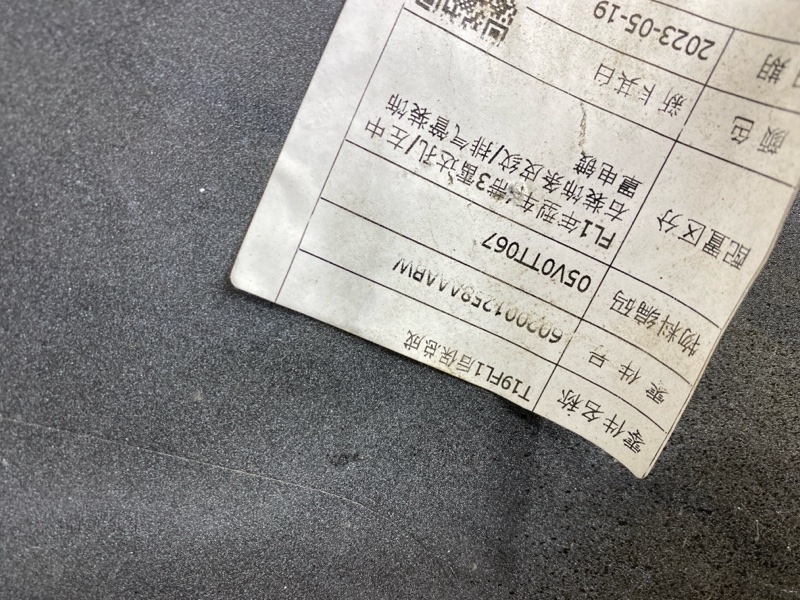 零件名称 T19FL1后保总成
零件号 602001258AAABW
物料编码 05V0TT067
配置区分 FL1年型车/带3雷达孔/左中
右装饰条皮纹/排气管装饰
罩电镀
颜色 新卡其白
日期 2023-05-19